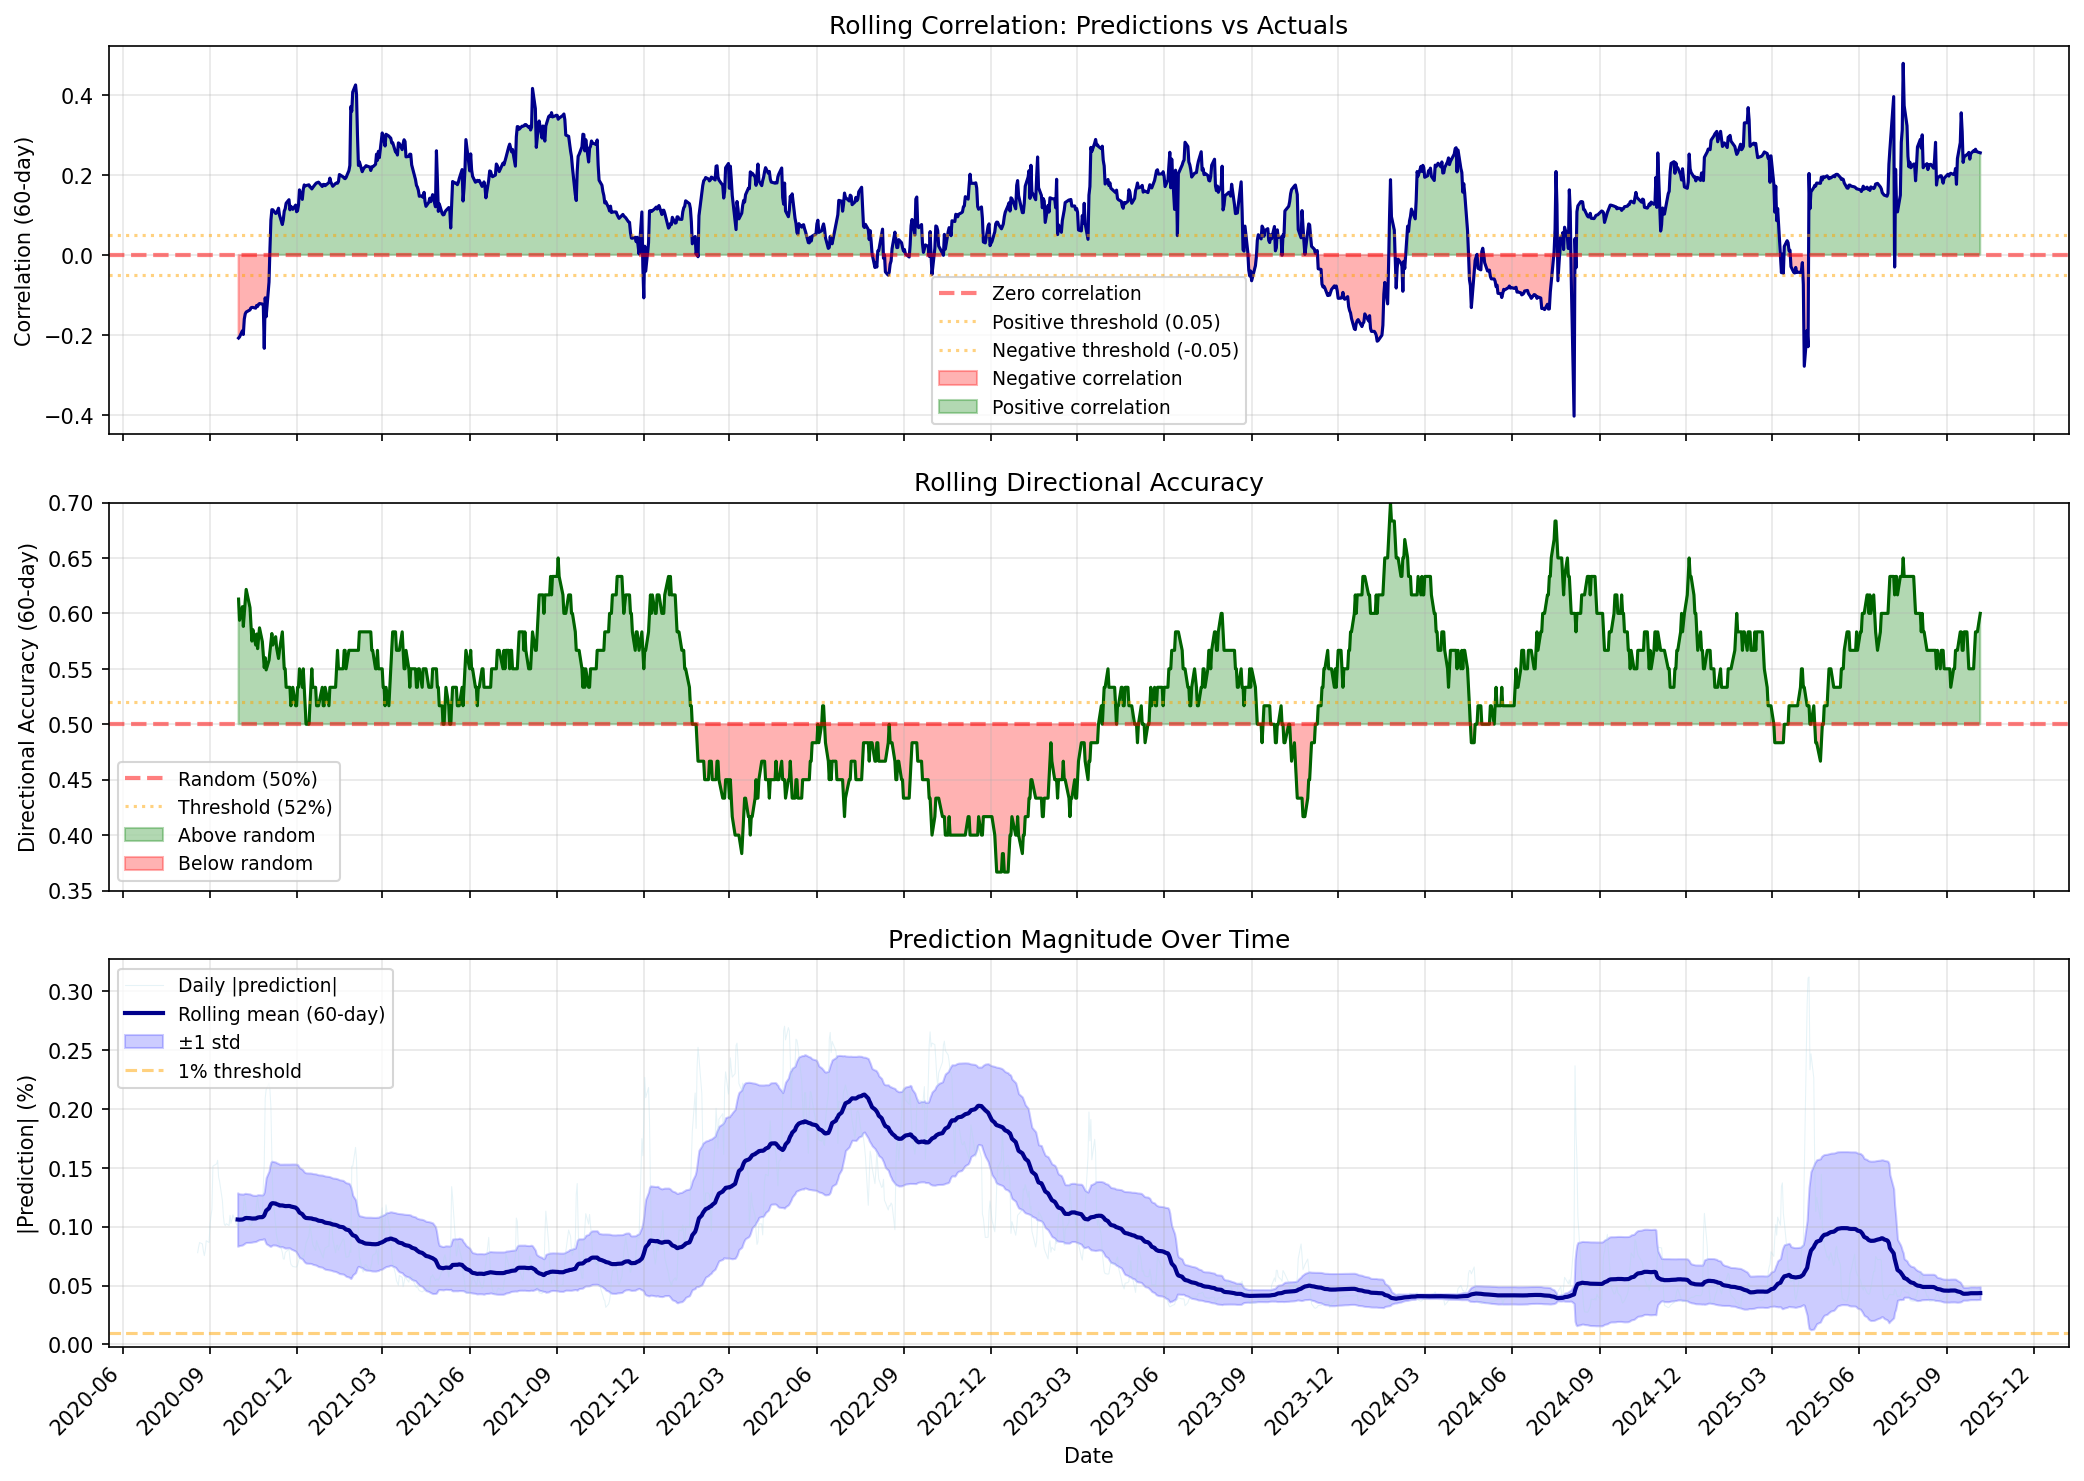 Rolling Correlation: Predictions vs Actuals
Correlation (60-day)
0.4
0.2
0.0
−0.2
−0.4
Zero correlation
Positive threshold (0.05)
Negative threshold (-0.05)
Negative correlation
Positive correlation
Rolling Directional Accuracy
Directional Accuracy (60-day)
0.70
0.65
0.60
0.55
0.50
0.45
0.40
0.35
Random (50%)
Threshold (52%)
Above random
Below random
Prediction Magnitude Over Time
|Prediction| (%)
0.30
0.25
0.20
0.15
0.10
0.05
0.00
Daily |prediction|
Rolling mean (60-day)
±1 std
1% threshold
2020-06
2020-09
2020-12
2021-03
2021-06
2021-09
2021-12
2022-03
2022-06
2022-09
2022-12
2023-03
2023-06
2023-09
2023-12
2024-03
2024-06
2024-09
2024-12
2025-03
2025-06
2025-09
2025-12
Date